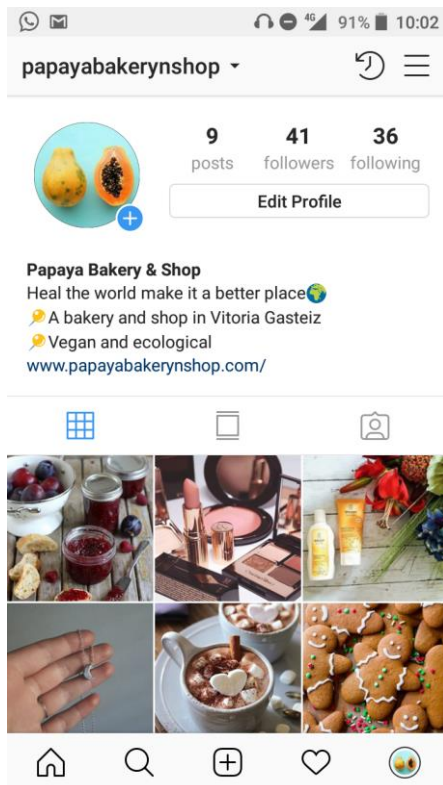 4G 91% 10:02
papayabakerynshop
9 41 36
posts followers following
Edit Profile
Papaya Bakery & Shop
Heal the world make it a better place🌍
A bakery and shop in Vitoria Gasteiz
Vegan and ecological
www.papayabakerynshop.com/